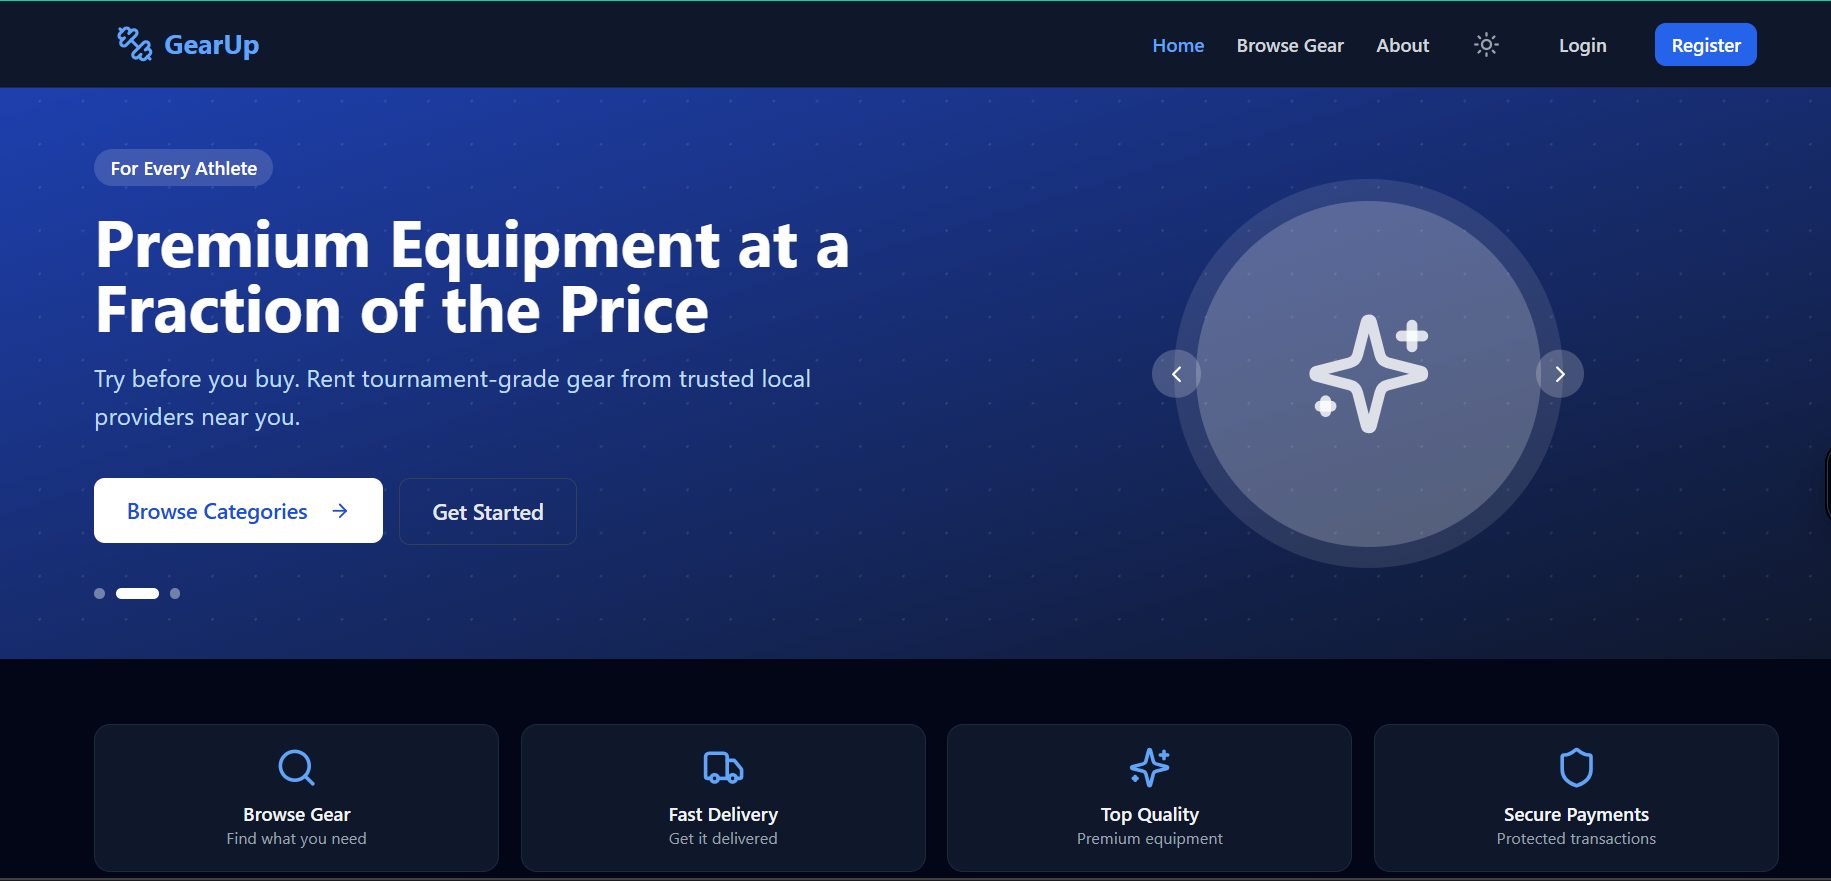 GearUp
Home
Browse Gear
About
Login
Register
For Every Athlete
Premium Equipment at a
Fraction of the Price
Try before you buy. Rent tournament-grade gear from trusted local
providers near you.
Browse Categories
Get Started
Browse Gear
Find what you need
Fast Delivery
Get it delivered
Top Quality
Premium equipment
Secure Payments
Protected transactions